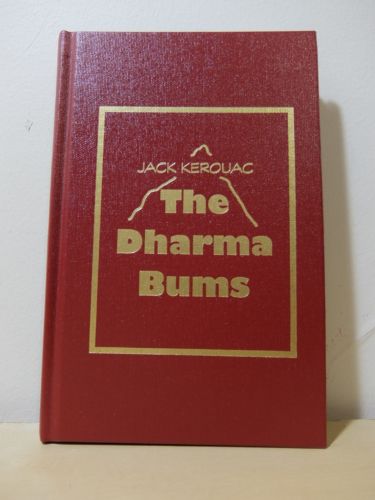 JACK KEROUAC
The
Dharma
Bums